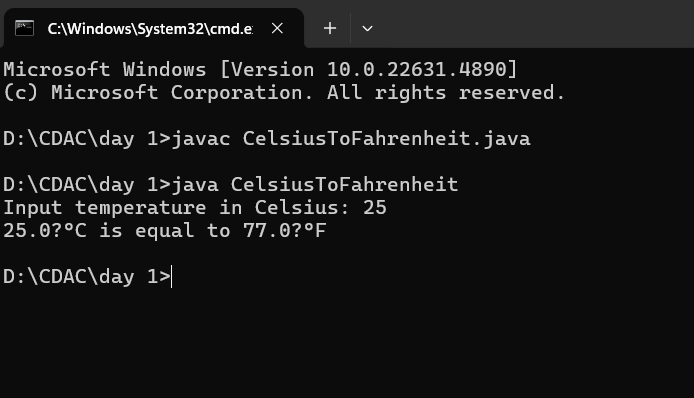 C:\Windows\System32\cmd.e
Microsoft Windows [Version 10.0.22631.4890]
(c) Microsoft Corporation. All rights reserved.
D:\CDAC\day 1>javac CelsiusToFahrenheit.java
D:\CDAC\day 1>java CelsiusToFahrenheit
Input temperature in Celsius: 25
25.0?°C is equal to 77.0?°F
D:\CDAC\day 1>